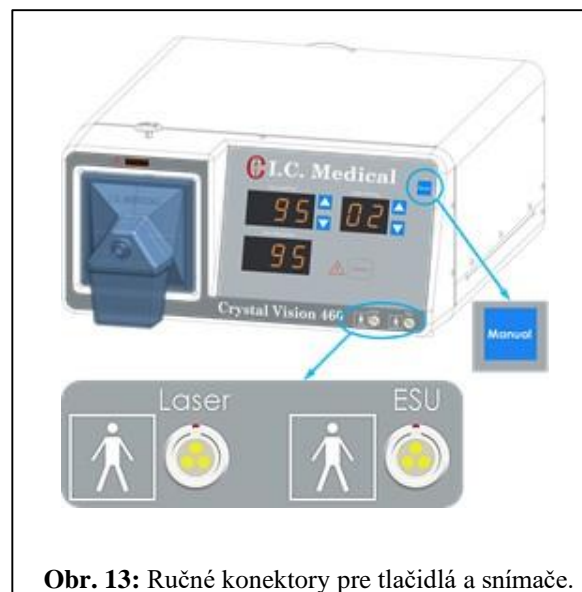 I.C. Medical
95 02
95
Crystal Vision 460
Manual
Laser ESU
Obr. 13: Ručné konektory pre tlačidlá a snímače.